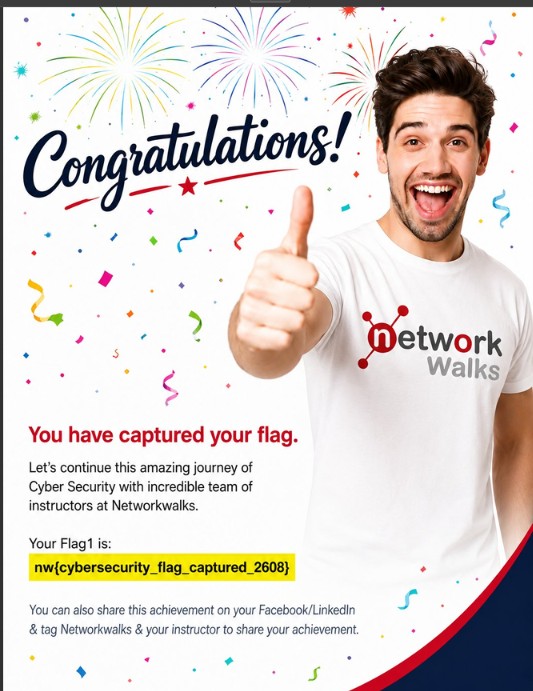 Congratulations!
network
Walks
You have captured your flag.
Let's continue this amazing journey of
Cyber Security with incredible team of
instructors at Networkwalks.
Your Flag1 is:
nw{cybersecurity_flag_captured_2608}
You can also share this achievement on your Facebook/LinkedIn
& tag Networkwalks & your instructor to share your achievement.